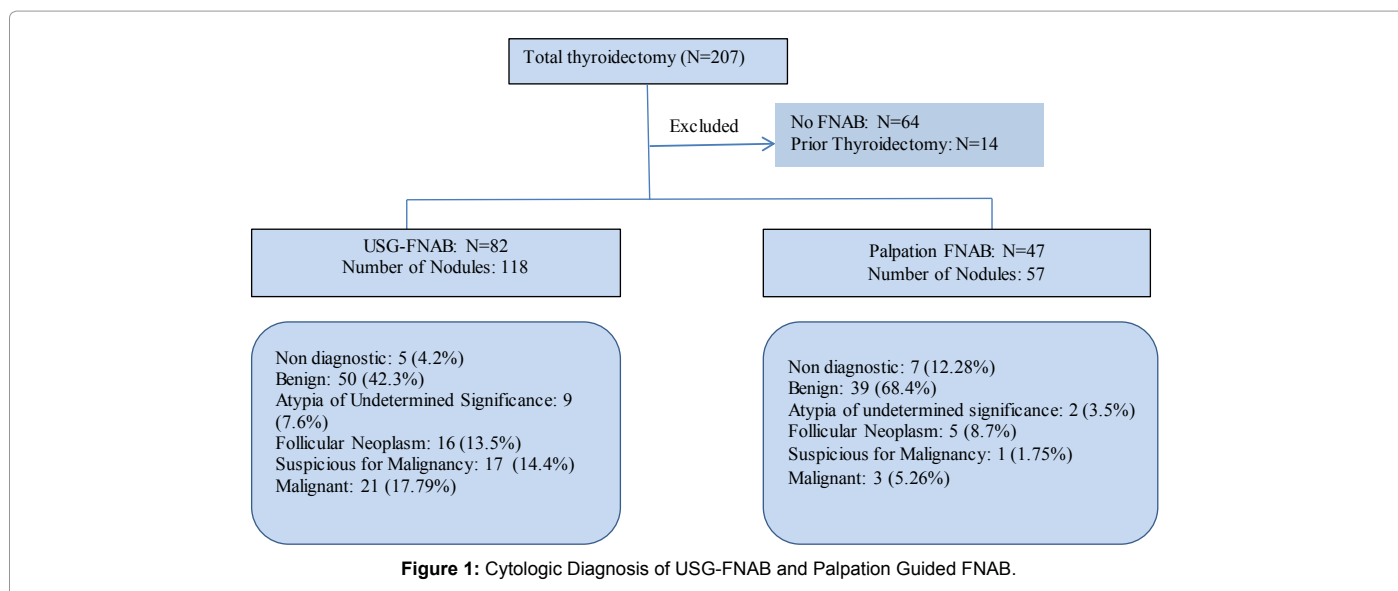 Total thyroidectomy (N=207)
Excluded
No FNAB: N=64
Prior Thyroidectomy: N=14
USG-FNAB: N=82
Number of Nodules: 118
Palpation FNAB: N=47
Number of Nodules: 57
Non diagnostic: 5 (4.2%)
Benign: 50 (42.3%)
Atypia of Undetermined Significance: 9
(7.6%)
Follicular Neoplasm: 16 (13.5%)
Suspicious for Malignancy: 17 (14.4%)
Malignant: 21 (17.79%)
Non diagnostic: 7 (12.28%)
Benign: 39 (68.4%)
Atypia of undetermined significance: 2 (3.5%)
Follicular Neoplasm: 5 (8.7%)
Suspicious for Malignancy: 1 (1.75%)
Malignant: 3 (5.26%)
Figure 1: Cytologic Diagnosis of USG-FNAB and Palpation Guided FNAB.